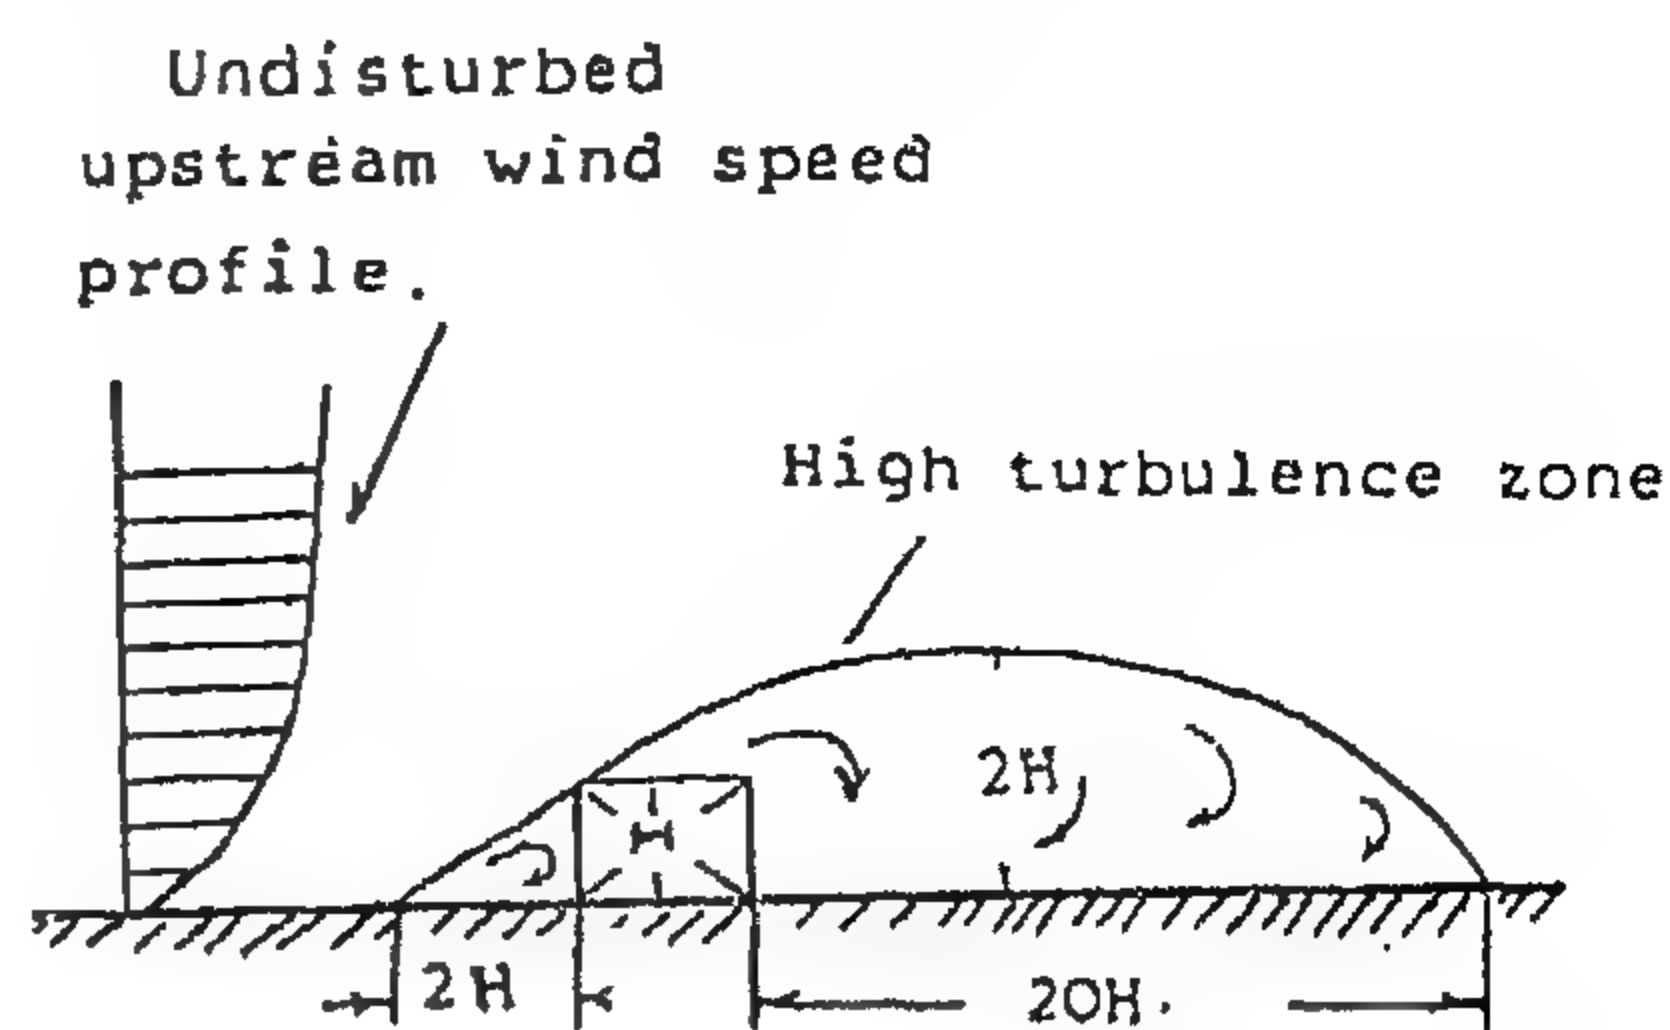 Undisturbed
upstream wind speed
profile.
High turbulence zone
2H
H
2H
20H.